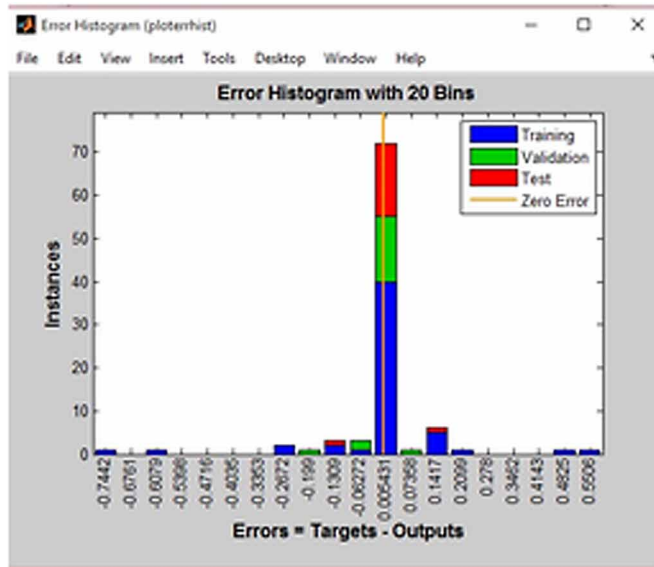 Error Histogram (ploterrhist)
File Edit View Insert Tools Desktop Window Help
Error Histogram with 20 Bins
Training
Validation
Test
Zero Error
Instances
70
60
50
40
30
20
10
0
-0.7442 -0.6761 -0.6079 -0.5398 -0.4716 -0.4035 -0.3353 -0.2672 -0.199 -0.1309 -0.06272 0.005431 0.07358 0.1417 0.2099 0.278 0.3462 0.4143 0.4825 0.5506
Errors = Targets - Outputs